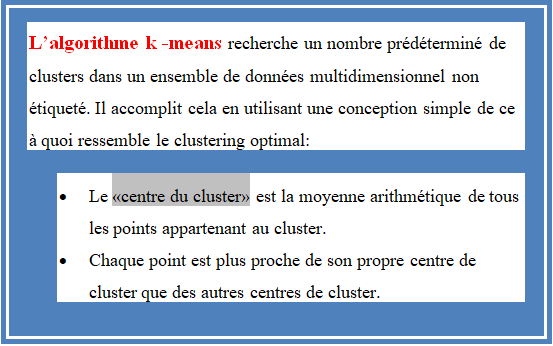 L'algorithme k -means recherche un nombre prédéterminé de
clusters dans un ensemble de données multidimensionnel non
étiqueté. Il accomplit cela en utilisant une conception simple de ce
à quoi ressemble le clustering optimal:
• Le «centre du cluster» est la moyenne arithmétique de tous
les points appartenant au cluster.
• Chaque point est plus proche de son propre centre de
cluster que des autres centres de cluster.